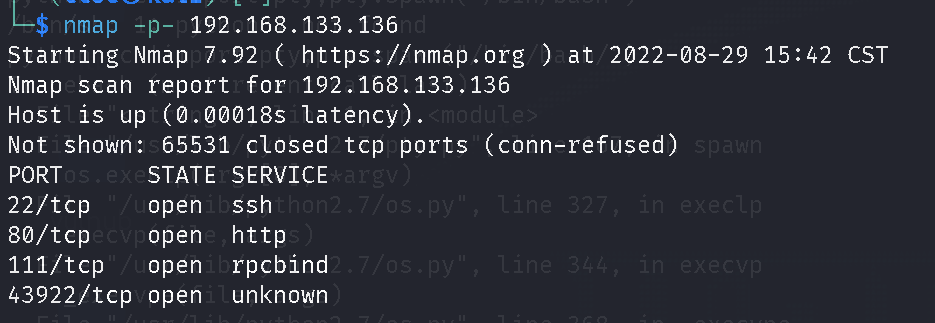 $ nmap -p- 192.168.133.136
Starting Nmap 7.92 ( https://nmap.org ) at 2022-08-29 15:42 CST
Nmap scan report for 192.168.133.136
Host is up (0.00018s latency).
Not shown: 65531 closed tcp ports (conn-refused)
PORT      STATE SERVICE
22/tcp    open  ssh
80/tcp    open  http
111/tcp   open  rpcbind
43922/tcp open  unknown